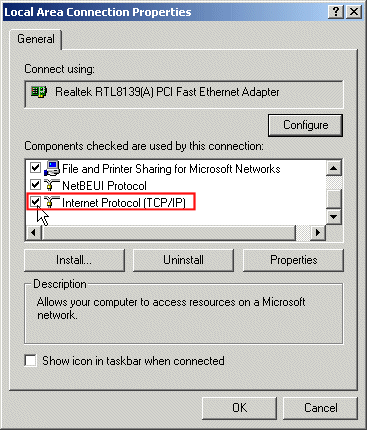 Local Area Connection Properties
General
Connect using:
Realtek RTL8139(A) PCI Fast Ethernet Adapter
Configure
Components checked are used by this connection:
File and Printer Sharing for Microsoft Networks
NetBEUI Protocol
Internet Protocol (TCP/IP)
Install... Uninstall Properties
Description
Allows your computer to access resources on a Microsoft
network.
Show icon in taskbar when connected
OK Cancel